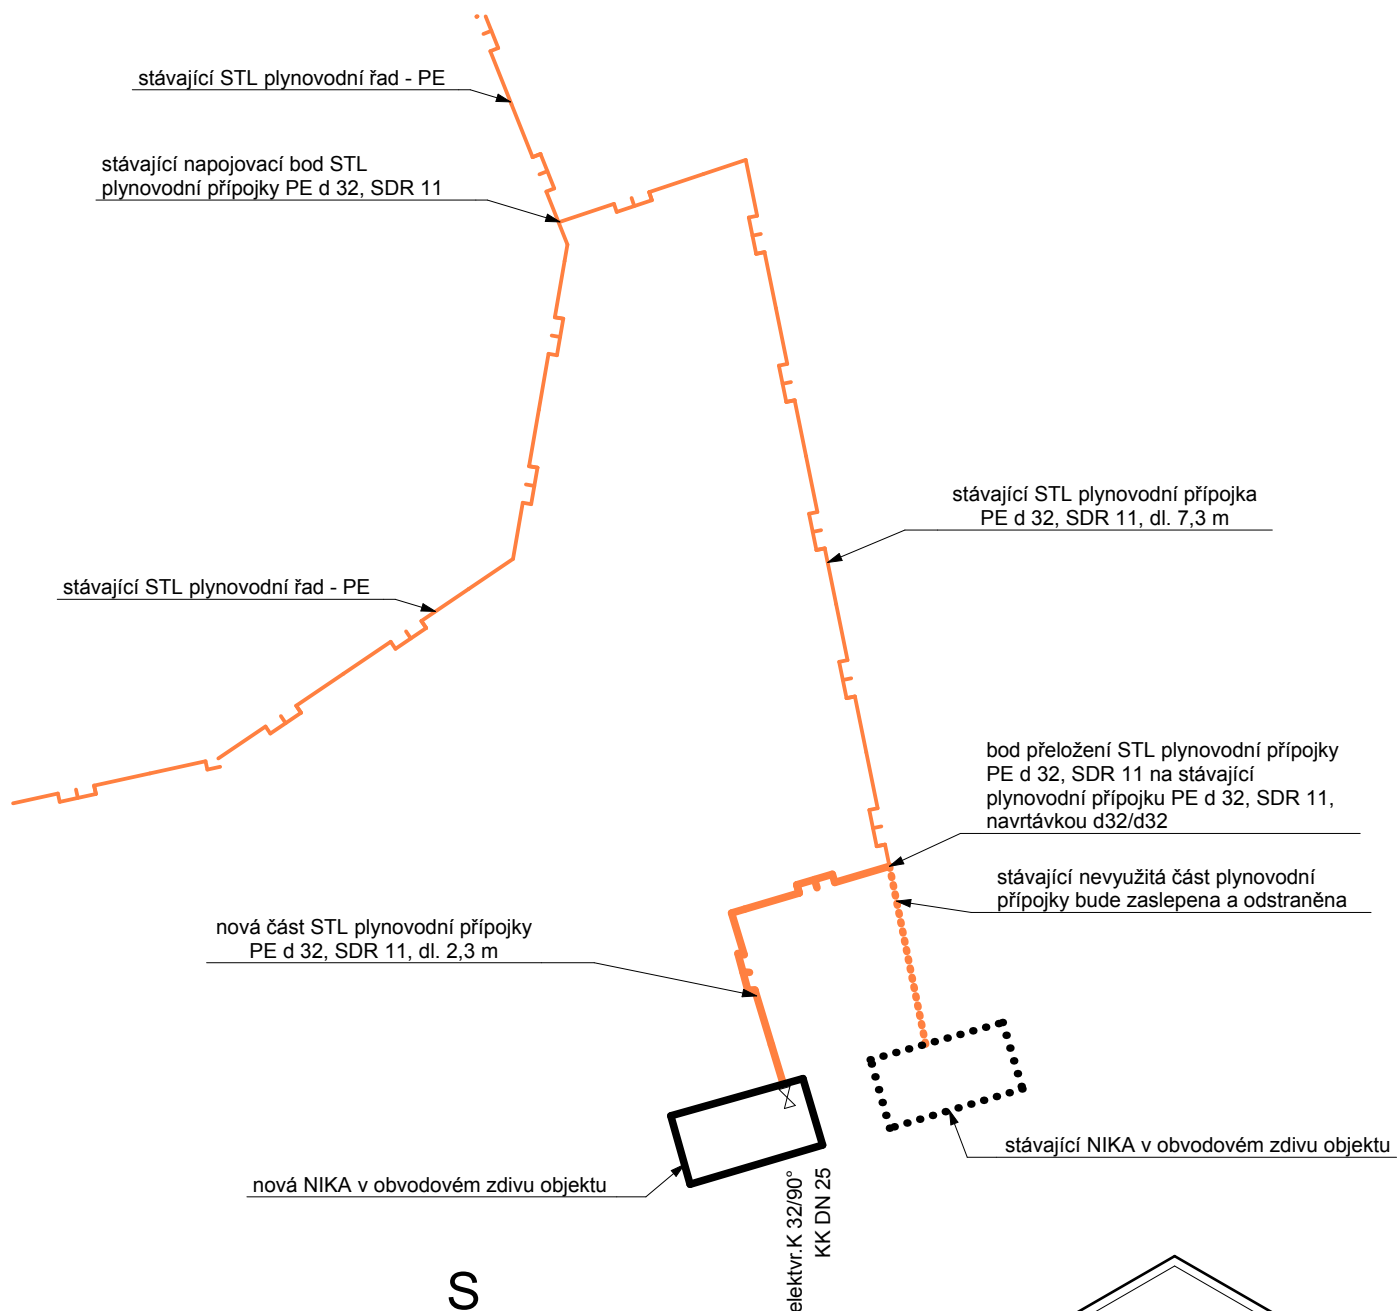 stávající STL plynovodní řad - PE
stávající napojovací bod STL
plynovodní přípojky PE d 32, SDR 11
stávající STL plynovodní přípojka
PE d 32, SDR 11, dl. 7,3 m
stávající STL plynovodní řad - PE
bod přeložení STL plynovodní přípojky
PE d 32, SDR 11 na stávající
plynovodní přípojku PE d 32, SDR 11,
navrtávkou d32/d32
stávající nevyužitá část plynovodní
přípojky bude zaslepena a odstraněna
nová část STL plynovodní přípojky
PE d 32, SDR 11, dl. 2,3 m
stávající NIKA v obvodovém zdivu objektu
nová NIKA v obvodovém zdivu objektu
elektvr.K 32/90°
KK DN 25
S